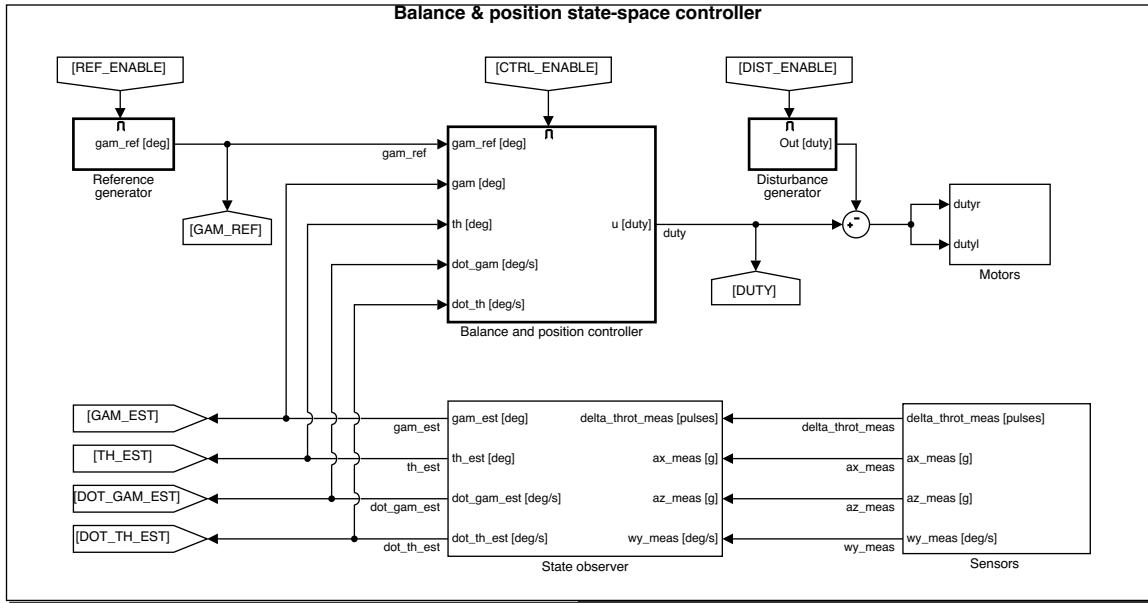 Balance & position state-space controller
[REF_ENABLE]
[CTRL_ENABLE]
[DIST_ENABLE]
gam_ref [deg]
Reference
generator
gam_ref
[GAM_REF]
gam_ref [deg]
gam [deg]
th [deg]
dot_gam [deg/s]
dot_th [deg/s]
u [duty]
Balance and position controller
duty
[DUTY]
Out [duty]
Disturbance
generator
+
-
dutyr
dutyl
Motors
[GAM_EST]
[TH_EST]
[DOT_GAM_EST]
[DOT_TH_EST]
gam_est
th_est
dot_gam_est
dot_th_est
gam_est [deg]
th_est [deg]
dot_gam_est [deg/s]
dot_th_est [deg/s]
delta_throt_meas [pulses]
ax_meas [g]
az_meas [g]
wy_meas [deg/s]
State observer
delta_throt_meas
ax_meas
az_meas
wy_meas
delta_throt_meas [pulses]
ax_meas [g]
az_meas [g]
wy_meas [deg/s]
Sensors